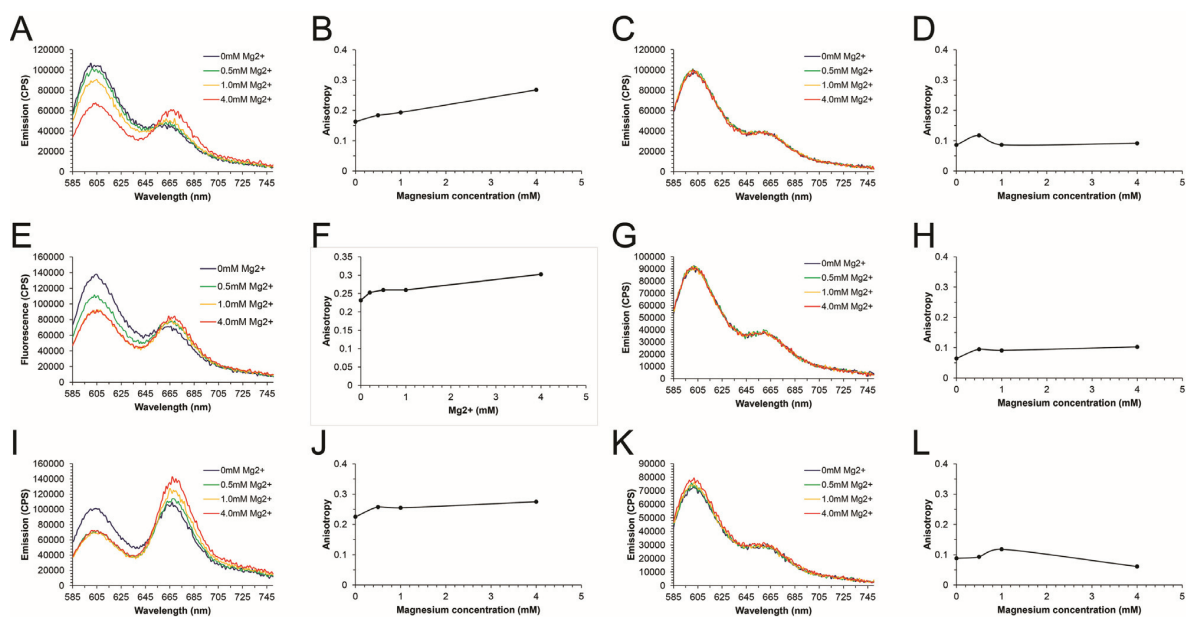 A
120000
100000
80000
60000
40000
20000
0
Emission (CPS)
585 605 625 645 665 685 705 725 745
Wavelength (nm)
0mM Mg2+
0.5mM Mg2+
1.0mM Mg2+
4.0mM Mg2+
B
0.4
0.3
0.2
0.1
0
Anisotropy
0 1 2 3 4 5
Magnesium concentration (mM)
C
120000
100000
80000
60000
40000
20000
0
Emission (CPS)
585 605 625 645 665 685 705 725 745
Wavelength (nm)
0mM Mg2+
0.5mM Mg2+
1.0mM Mg2+
4.0mM Mg2+
D
0.4
0.3
0.2
0.1
0
Anisotropy
0 1 2 3 4 5
Magnesium concentration (mM)
E
160000
140000
120000
100000
80000
60000
40000
20000
0
Fluorescence (CPS)
585 605 625 645 665 685 705 725 745
Wavelength (nm)
0mM Mg2+
0.5mM Mg2+
1.0mM Mg2+
4.0mM Mg2+
F
0.35
0.3
0.25
0.2
0.15
0.1
0.05
0
Anisotropy
0 1 2 3 4 5
Mg2+ (mM)
G
100000
90000
80000
70000
60000
50000
40000
30000
20000
10000
0
Emission (CPS)
585 605 625 645 665 685 705 725 745
Wavelength (nm)
0mM Mg2+
0.5mM Mg2+
1.0mM Mg2+
4.0mM Mg2+
H
0.4
0.3
0.2
0.1
0
Anisotropy
0 1 2 3 4 5
Magnesium concentration (mM)
I
160000
140000
120000
100000
80000
60000
40000
20000
0
Emission (CPS)
585 605 625 645 665 685 705 725 745
Wavelength (nm)
0mM Mg2+
0.5mM Mg2+
1.0mM Mg2+
4.0mM Mg2+
J
0.4
0.3
0.2
0.1
0
Anisotropy
0 1 2 3 4 5
Magnesium concentration (mM)
K
90000
80000
70000
60000
50000
40000
30000
20000
10000
0
Emission (CPS)
585 605 625 645 665 685 705 725 745
Wavelength (nm)
0mM Mg2+
0.5mM Mg2+
1.0mM Mg2+
4.0mM Mg2+
L
0.4
0.3
0.2
0.1
0
Anisotropy
0 1 2 3 4 5
Magnesium concentration (mM)